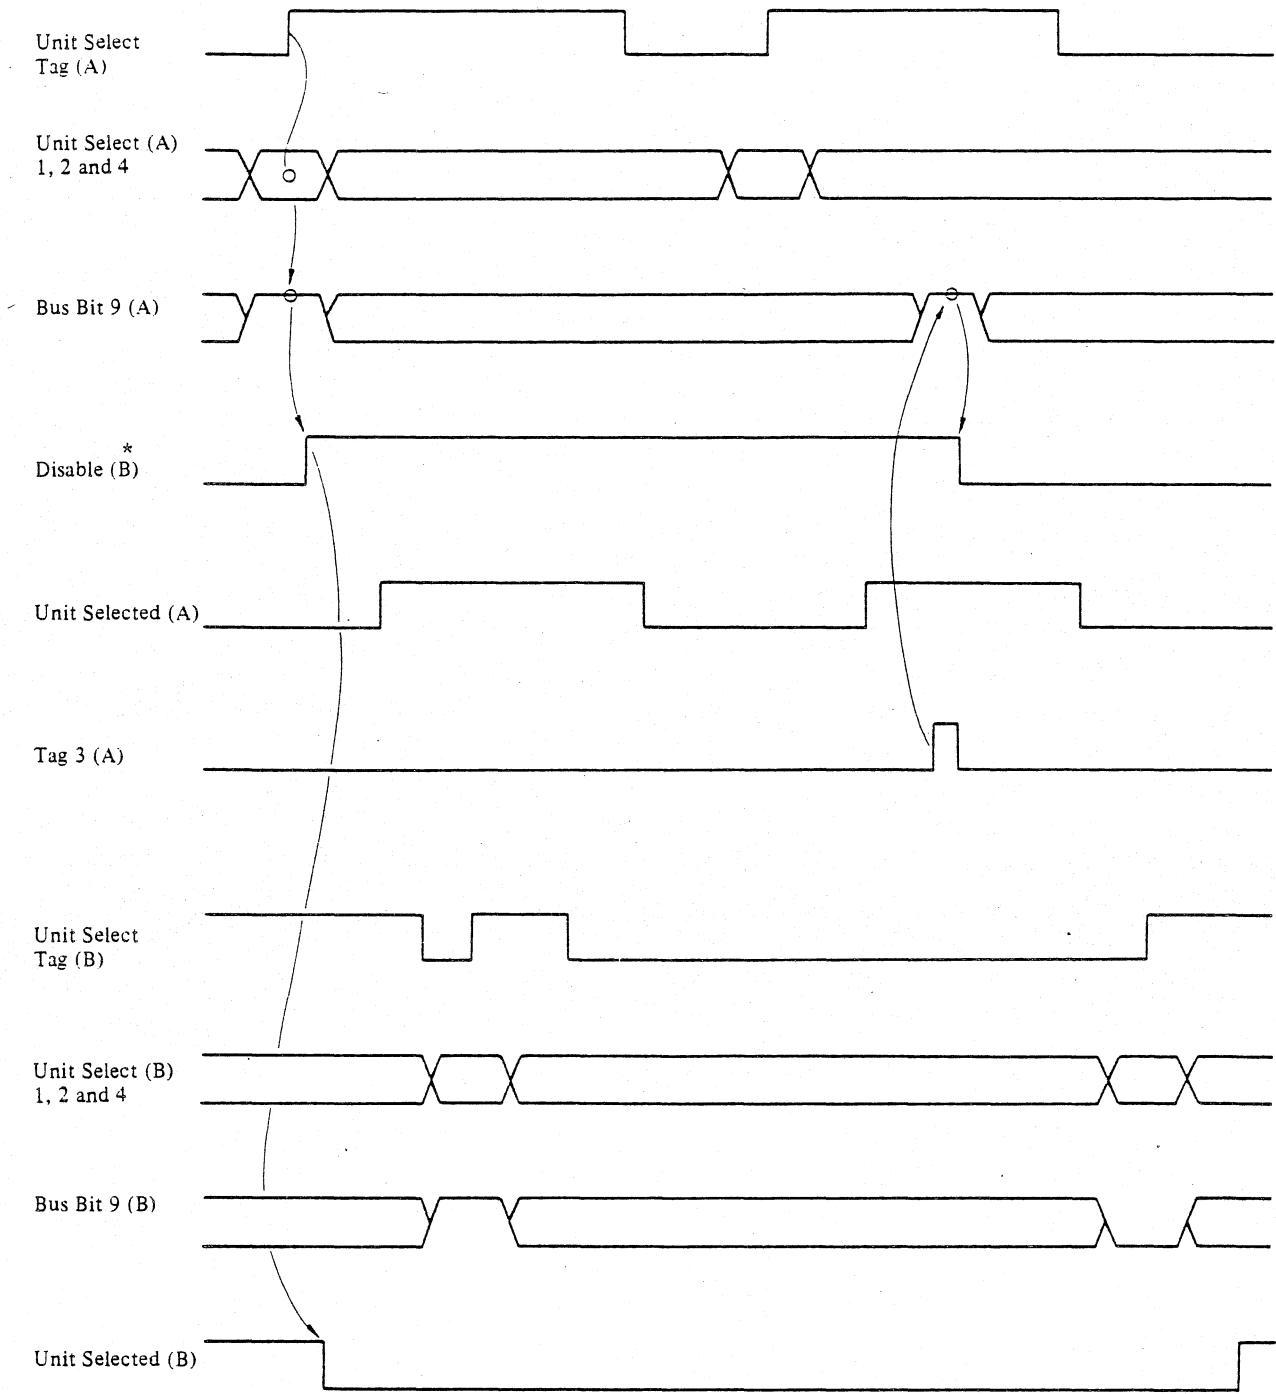 Unit Select
Tag (A)
Unit Select (A)
1, 2 and 4
Bus Bit 9 (A)
*
Disable (B)
Unit Selected (A)
Tag 3 (A)
Unit Select
Tag (B)
Unit Select (B)
1, 2 and 4
Bus Bit 9 (B)
Unit Selected (B)